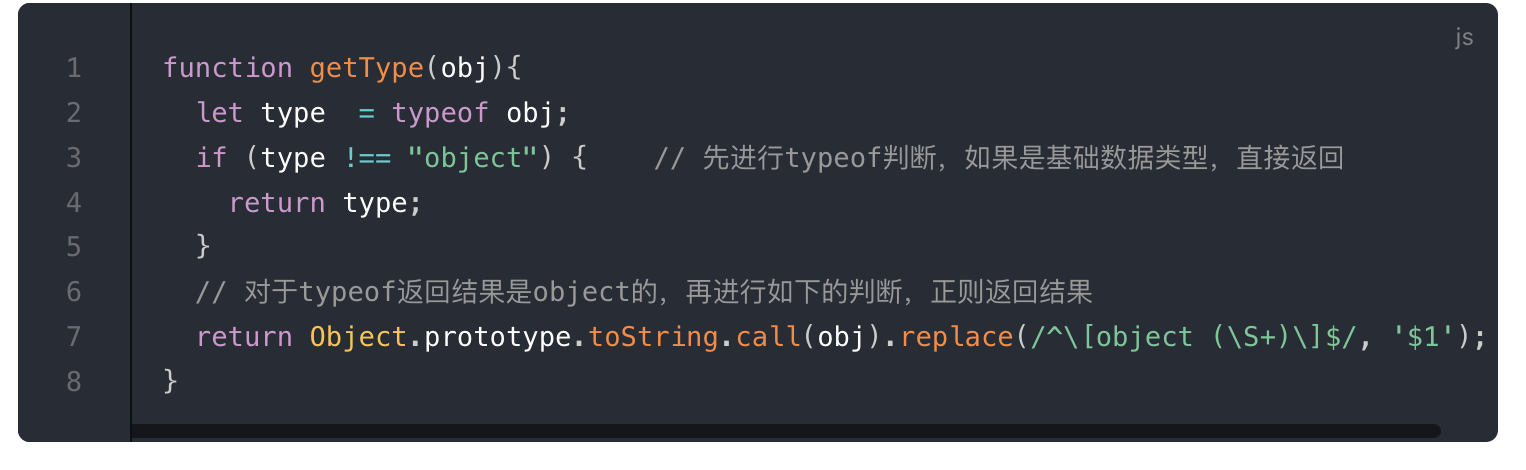 js
1 function getType(obj){
2   let type  = typeof obj;
3   if (type !== "object") {    // 先进行typeof判断，如果是基础数据类型，直接返回
4     return type;
5   }
6   // 对于typeof返回结果是object的，再进行如下的判断，正则返回结果
7   return Object.prototype.toString.call(obj).replace(/^\[object (\S+)\]$/, '$1');
8 }